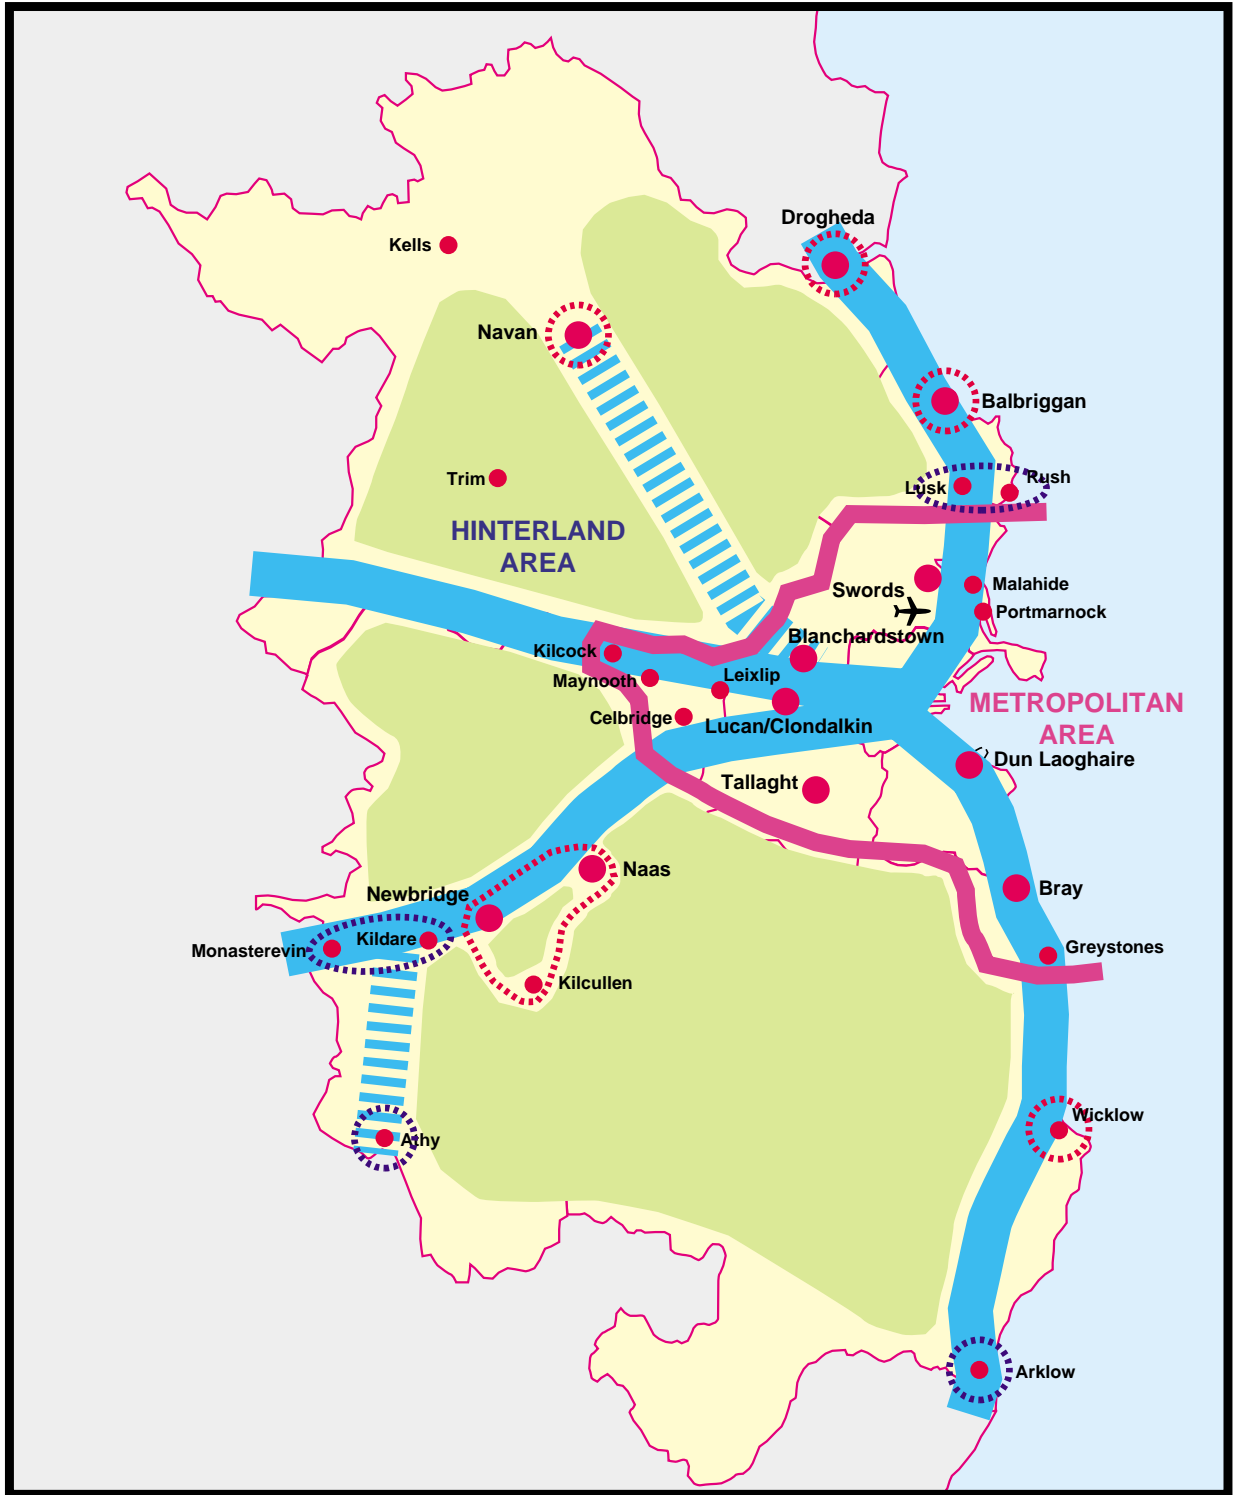 Drogheda
Kells
Navan
Balbriggan
Trim
Lusk
Rush
HINTERLAND
AREA
Swords
Malahide
Portmarnock
Blanchardstown
Kilcock
Maynooth
Leixlip
Celbridge
METROPOLITAN
AREA
Lucan/Clondalkin
Dun Laoghaire
Tallaght
Naas
Bray
Newbridge
Kildare
Monasterevin
Greystones
Kilcullen
Wicklow
Athy
Arklow